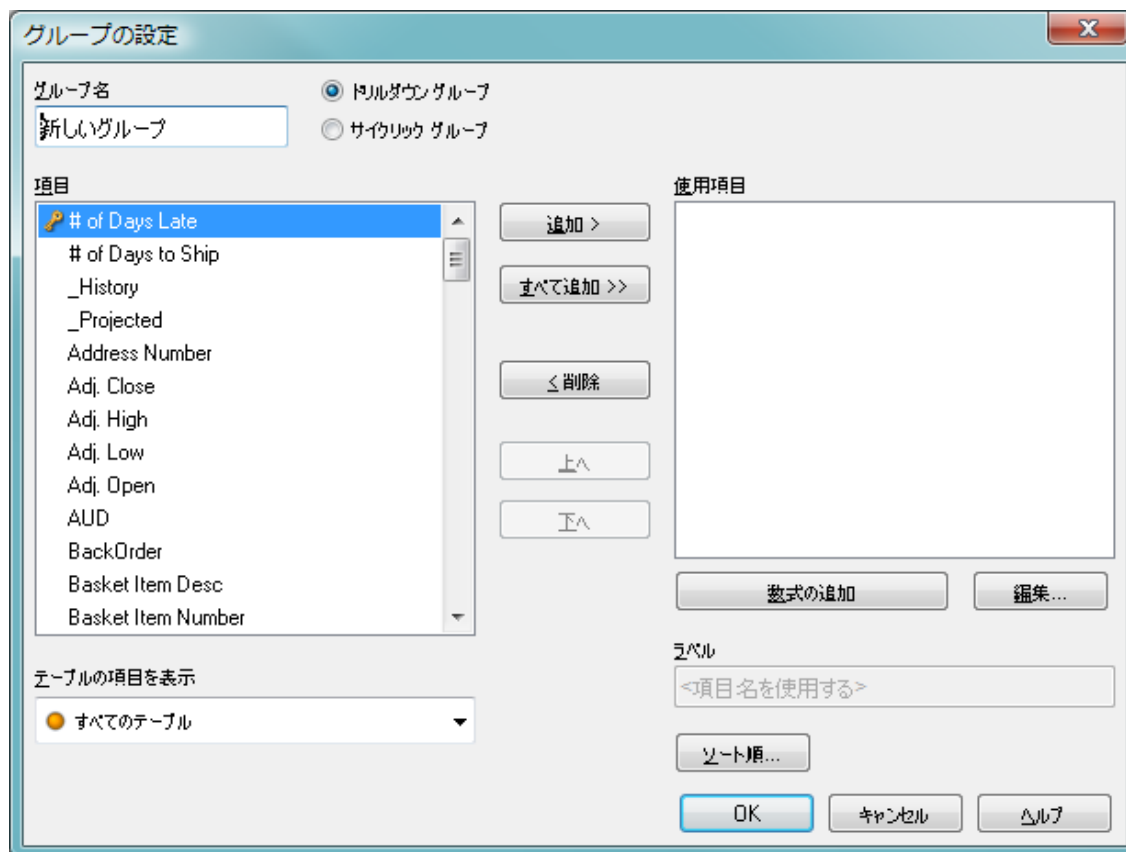 グループの設定
グループ名
新しいグループ
ドリルダウン グループ
サイクリック グループ
項目
# of Days Late
# of Days to Ship
_History
_Projected
Address Number
Adj. Close
Adj. High
Adj. Low
Adj. Open
AUD
BackOrder
Basket Item Desc
Basket Item Number
テーブルの項目を表示
すべてのテーブル
追加 >
すべて追加 >>
< 削除
上へ
下へ
使用項目
数式の追加
編集...
ラベル
<項目名を使用する>
ソート順...
OK
キャンセル
ヘルプ